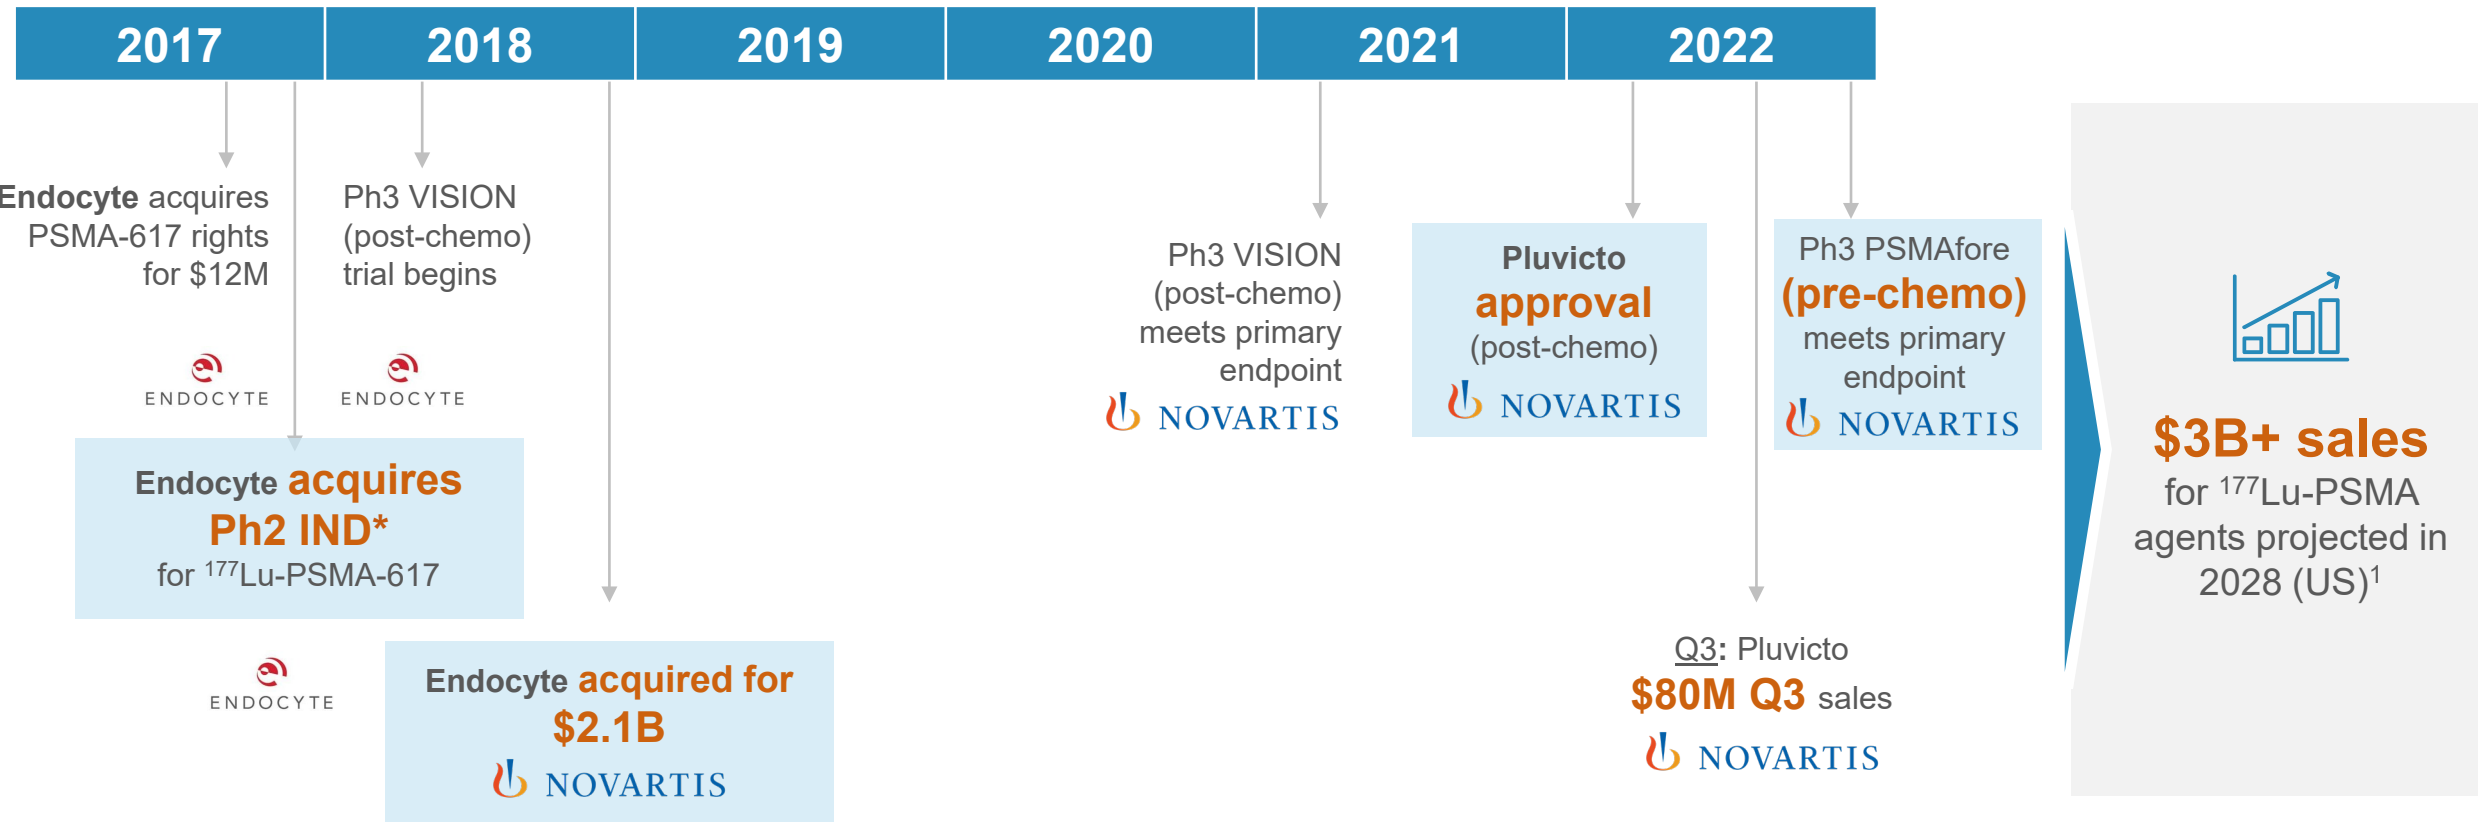 2017
2018
2019
2020
2021
2022
Endocyte acquires
PSMA-617 rights
for $12M
ENDOCYTE
Ph3 VISION
(post-chemo)
trial begins
ENDOCYTE
Endocyte acquires
Ph2 IND*
for ¹⁷⁷Lu-PSMA-617
ENDOCYTE
Endocyte acquired for
$2.1B
NOVARTIS
Ph3 VISION
(post-chemo)
meets primary
endpoint
NOVARTIS
Pluvicto
approval
(post-chemo)
NOVARTIS
Q3: Pluvicto
$80M Q3 sales
NOVARTIS
Ph3 PSMAfore
(pre-chemo)
meets primary
endpoint
NOVARTIS
$3B+ sales
for ¹⁷⁷Lu-PSMA
agents projected in
2028 (US)¹